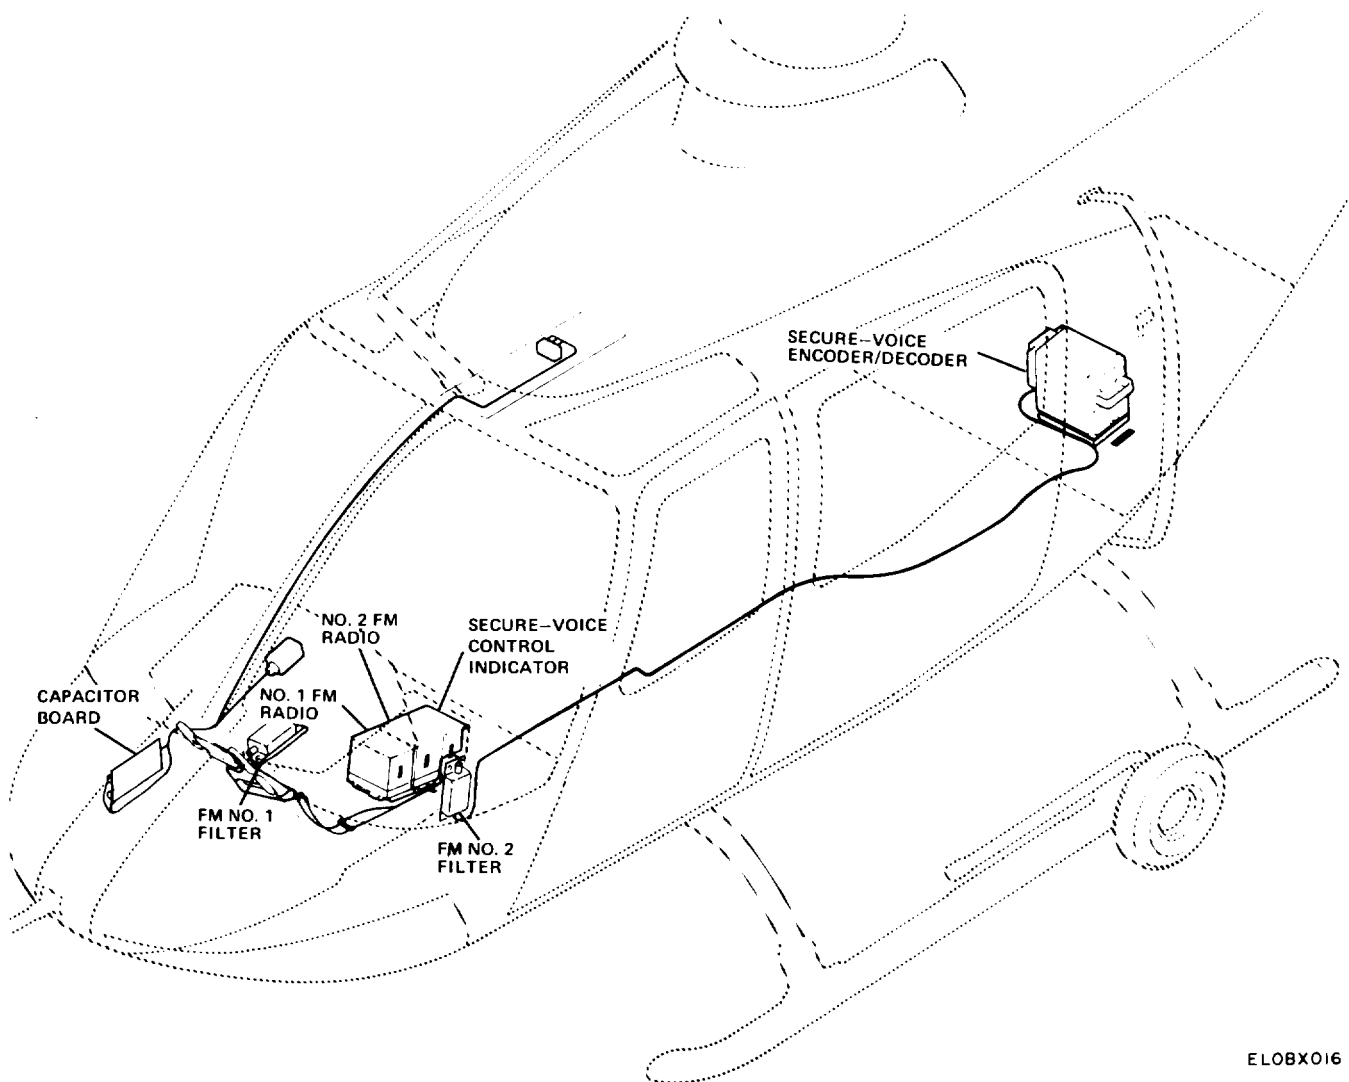 SECURE-VOICE
ENCODER/DECODER
NO. 2 FM
RADIO
SECURE-VOICE
CONTROL
INDICATOR
CAPACITOR
BOARD
NO. 1 FM
RADIO
FM NO. 1
FILTER
FM NO. 2
FILTER
EL0BX016